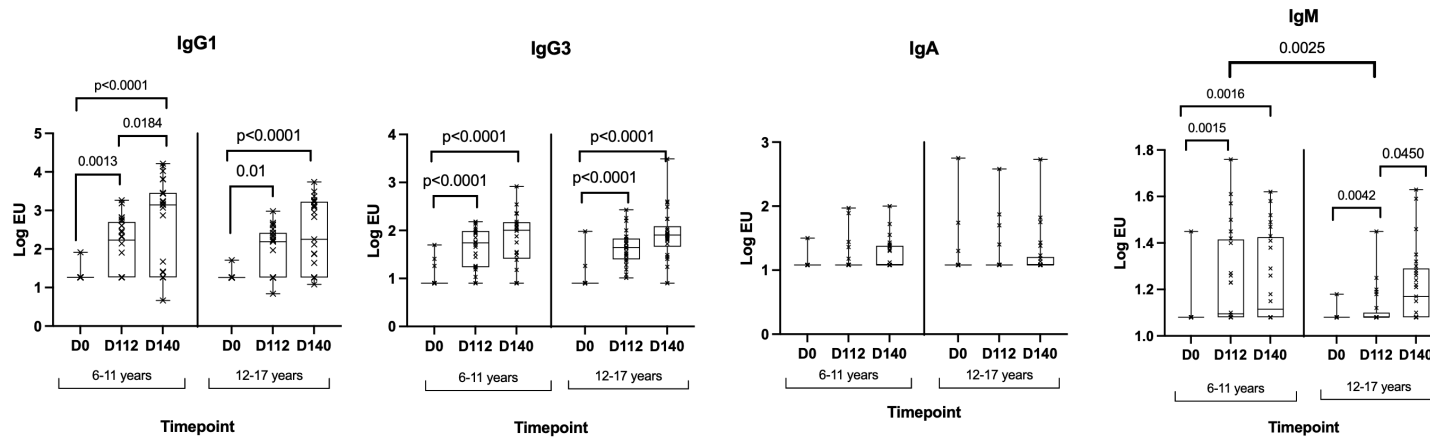 IgG1
p<0.0001
0.0184
0.0013
p<0.0001
0.01
Log EU
5
4
3
2
1
0
D0 D112 D140 D0 D112 D140
6-11 years 12-17 years
Timepoint
IgG3
p<0.0001
p<0.0001
p<0.0001
p<0.0001
Log EU
4
3
2
1
0
D0 D112 D140 D0 D112 D140
6-11 years 12-17 years
Timepoint
IgA
Log EU
3
2
1
0
D0 D112 D140 D0 D112 D140
6-11 years 12-17 years
Timepoint
IgM
0.0025
0.0016
0.0015
0.0450
0.0042
Log EU
1.8
1.6
1.4
1.2
1.0
D0 D112 D140 D0 D112 D140
6-11 years 12-17 years
Timepoint